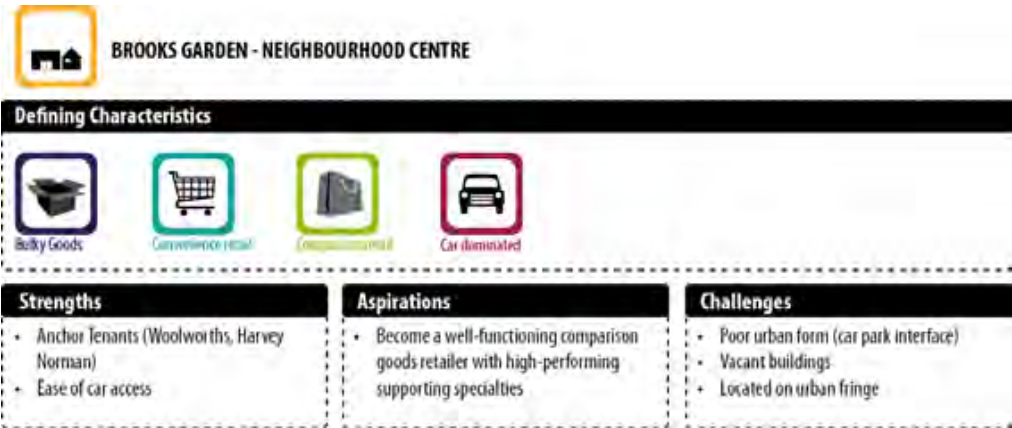 BROOKS GARDEN - NEIGHBOURHOOD CENTRE
Defining Characteristics
Bulky Goods
Convenience retail
Comparison retail
Car dominated
Strengths
• Anchor Tenants (Woolworths, Harvey
Norman)
• Ease of car access
Aspirations
• Become a well-functioning comparison
goods retailer with high-performing
supporting specialties
Challenges
• Poor urban form (car park interface)
• Vacant buildings
• Located on urban fringe